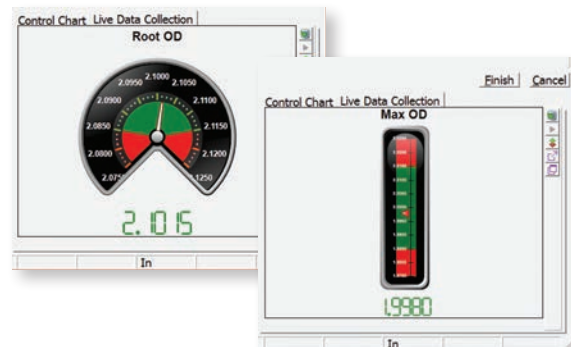 Control Chart Live Data Collection
Root OD
2.0750
2.0800
2.0850
2.0900
2.0950
2.1000
2.1050
2.1100
2.1150
2.1200
2.1250
2.1015
In
Finish Cancel
Control Chart Live Data Collection
Max OD
1.9980
In